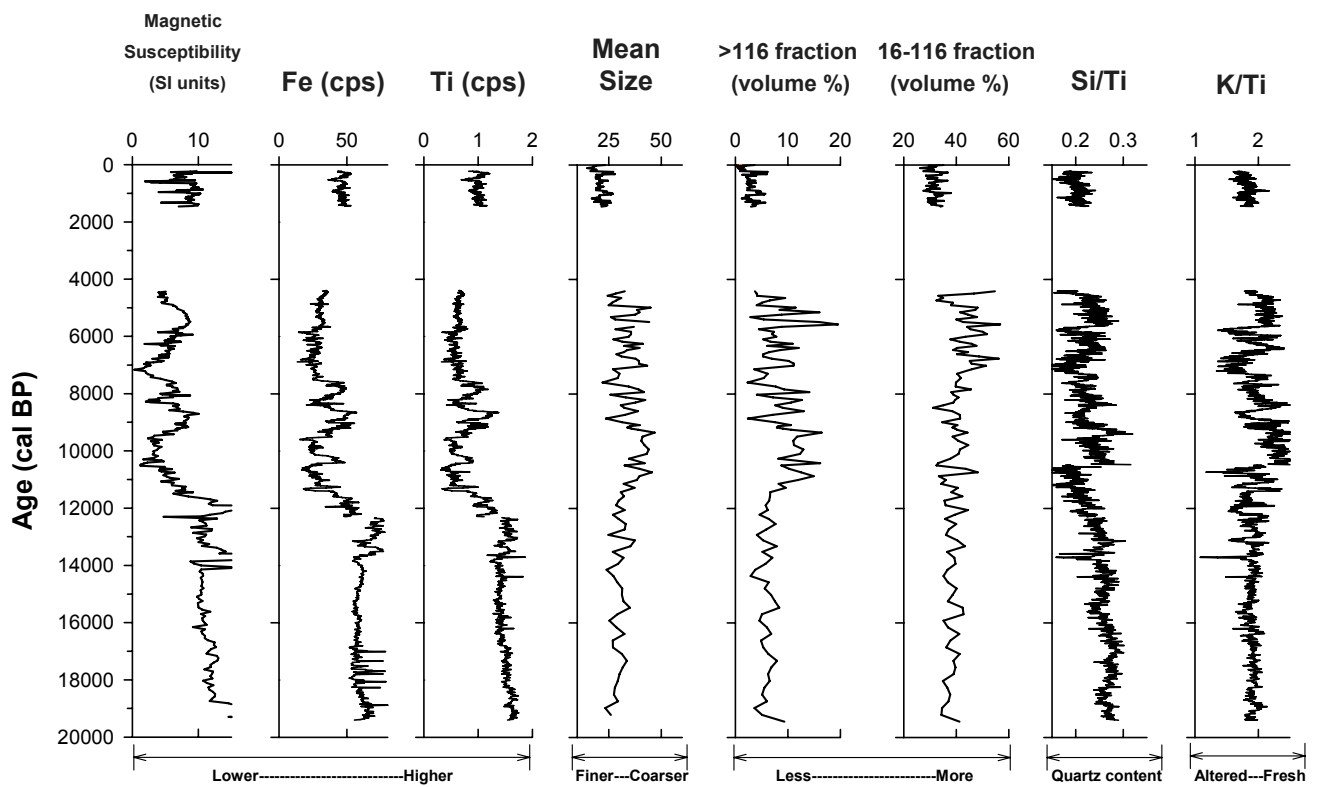 Magnetic
Susceptibility
(SI units)
Fe (cps)
Ti (cps)
Mean
Size
>116 fraction
(volume %)
16-116 fraction
(volume %)
Si/Ti
K/Ti
0 10
0 50
0 1 2
25 50
0 10 20
20 40 60
0.2 0.3
1 2
Age (cal BP)
0
2000
4000
6000
8000
10000
12000
14000
16000
18000
20000
Lower----------------------------Higher
Finer---Coarser
Less------------------------More
Quartz content
Altered---Fresh